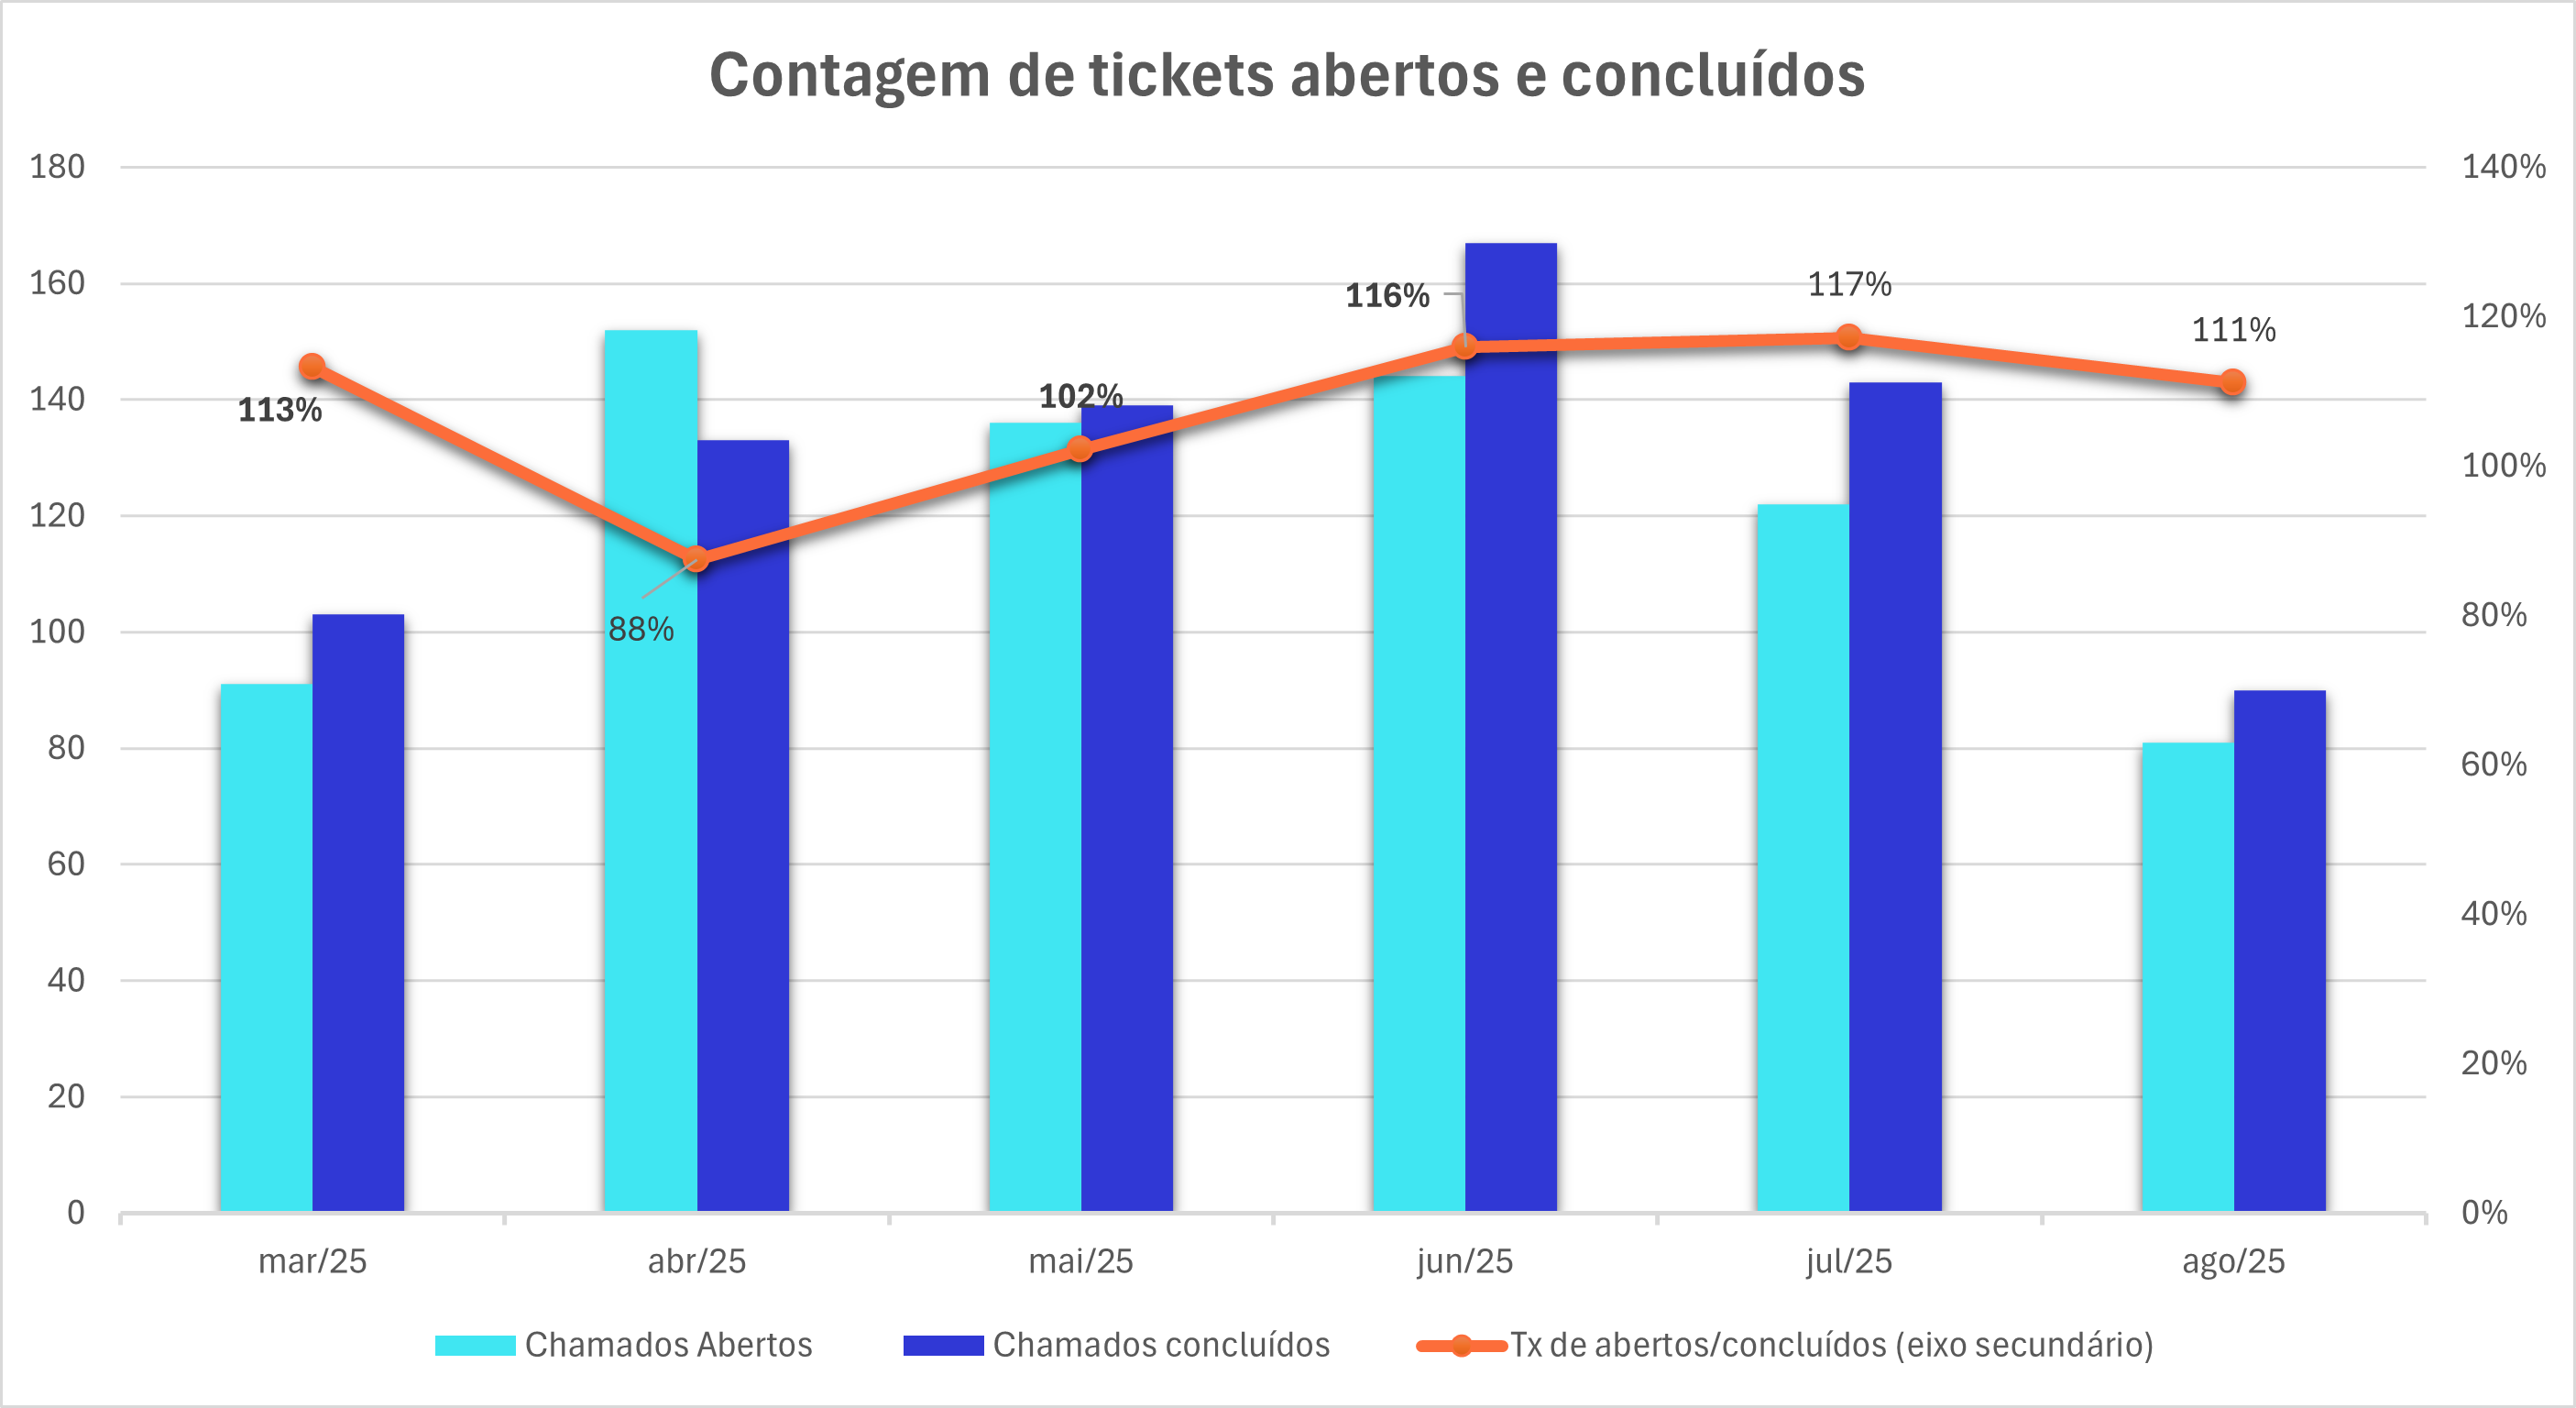 Contagem de tickets abertos e concluídos
180
160
140
120
100
80
60
40
20
0
140%
120%
100%
80%
60%
40%
20%
0%
113%
88%
102%
116%
117%
111%
mar/25
abr/25
mai/25
jun/25
jul/25
ago/25
Chamados Abertos
Chamados concluídos
Tx de abertos/concluídos (eixo secundário)